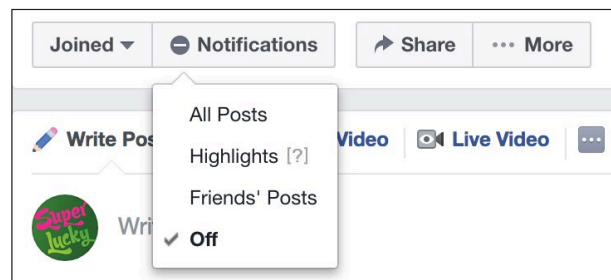 Joined Notifications Share ... More
All Posts
Write Pos Video Live Video ...
Highlights [?]
Friends' Posts
Super
Lucky
Wri
Off